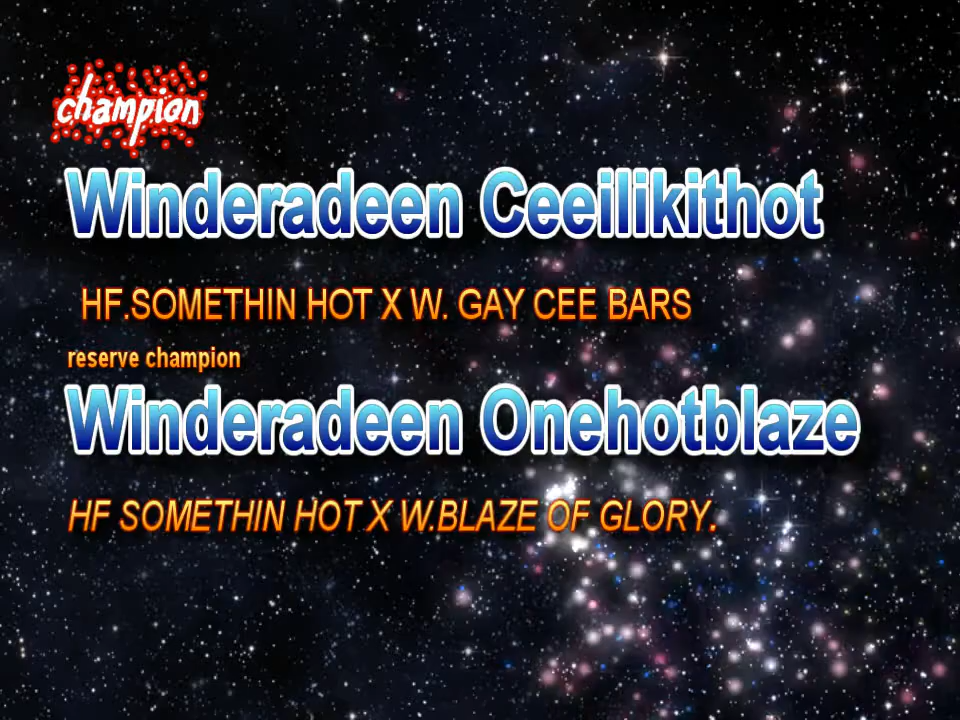 champion
Winderadeen Ceeilikithot
HF.SOMETHIN HOT X W. GAY CEE BARS
reserve champion
Winderadeen Onehotblaze
HF SOMETHIN HOT X W.BLAZE OF GLORY.